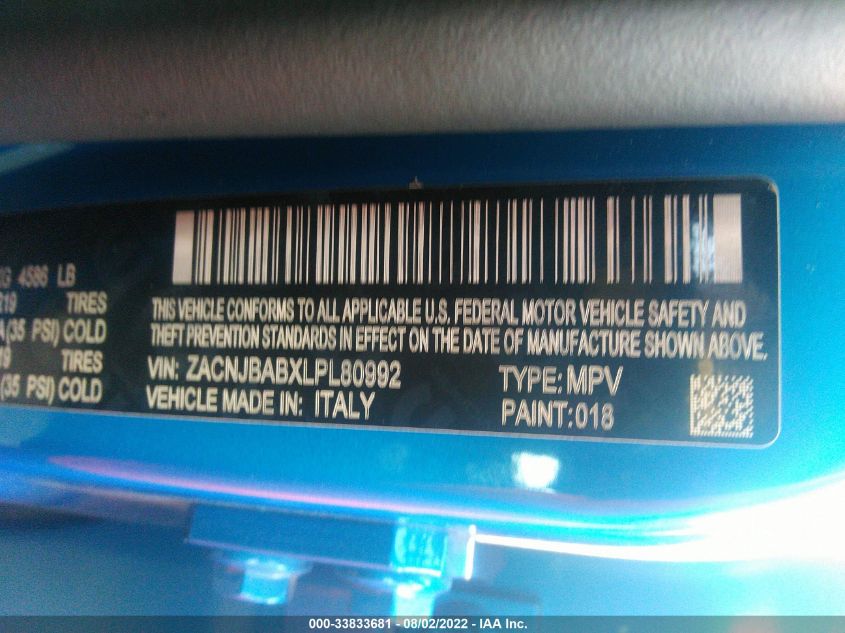 G 4586 LB
219 TIRES
(35 PSI) COLD
19 TIRES
(35 PSI) COLD
THIS VEHICLE CONFORMS TO ALL APPLICABLE U.S. FEDERAL MOTOR VEHICLE SAFETY AND
THEFT PREVENTION STANDARDS IN EFFECT ON THE DATE OF MANUFACTURE SHOWN ABOVE.
VIN: ZACNJBABXLPL80992 TYPE: MPV
VEHICLE MADE IN: ITALY PAINT:018
000-33833681 - 08/02/2022 - IAA Inc.